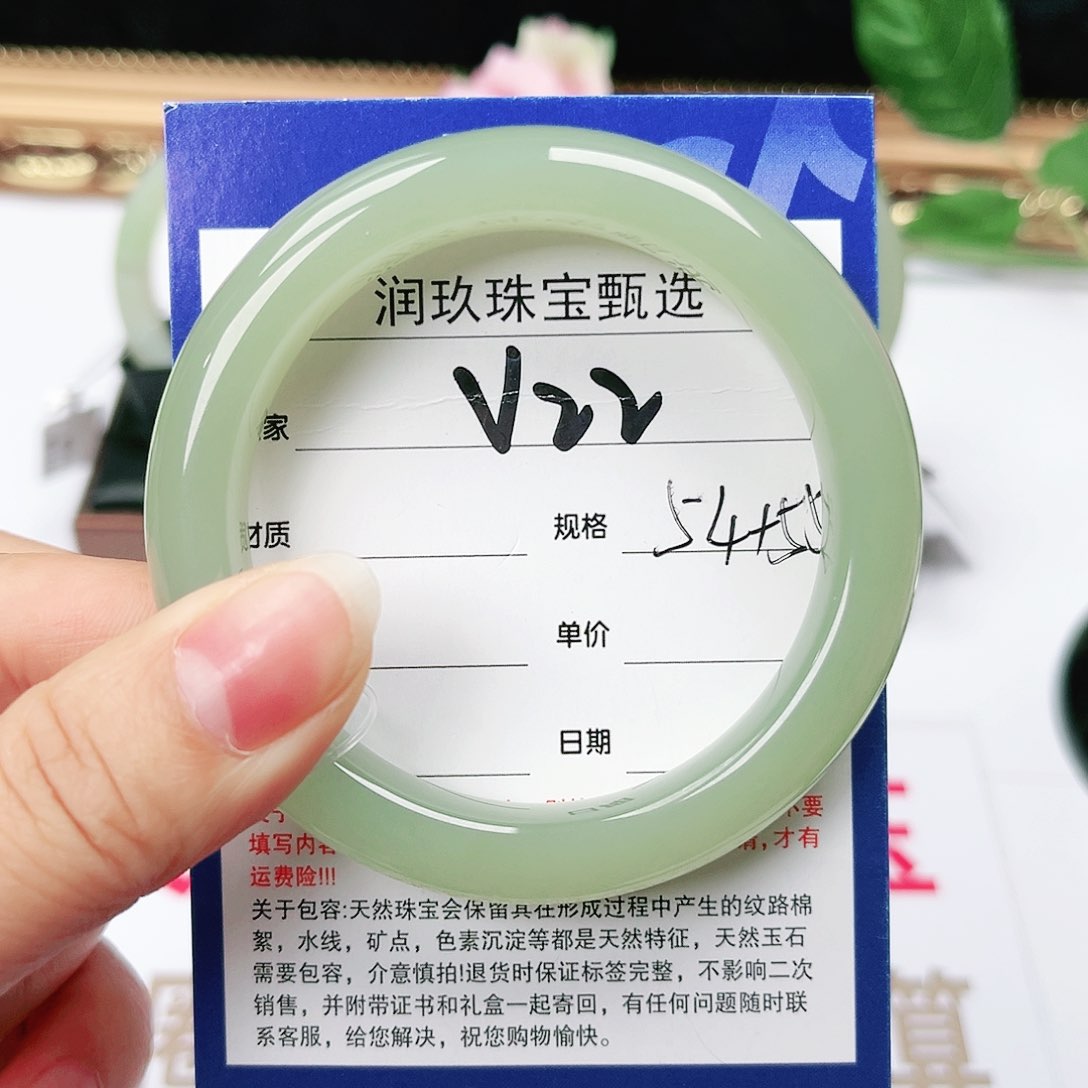 润玖珠宝甄选
家 V22
材质
规格 54+
单价
日期
不要
填写内容
才有
运费险!!!
关于包容:天然珠宝会保留其在形成过程中产生的纹路棉
絮，水线，矿点，色素沉淀等都是天然特征，天然玉石
需要包容，介意慎拍!退货时保证标签完整，不影响二次
销售，并附带证书和礼盒一起寄回，有任何问题随时联
系客服，给您解决，祝您购物愉快。